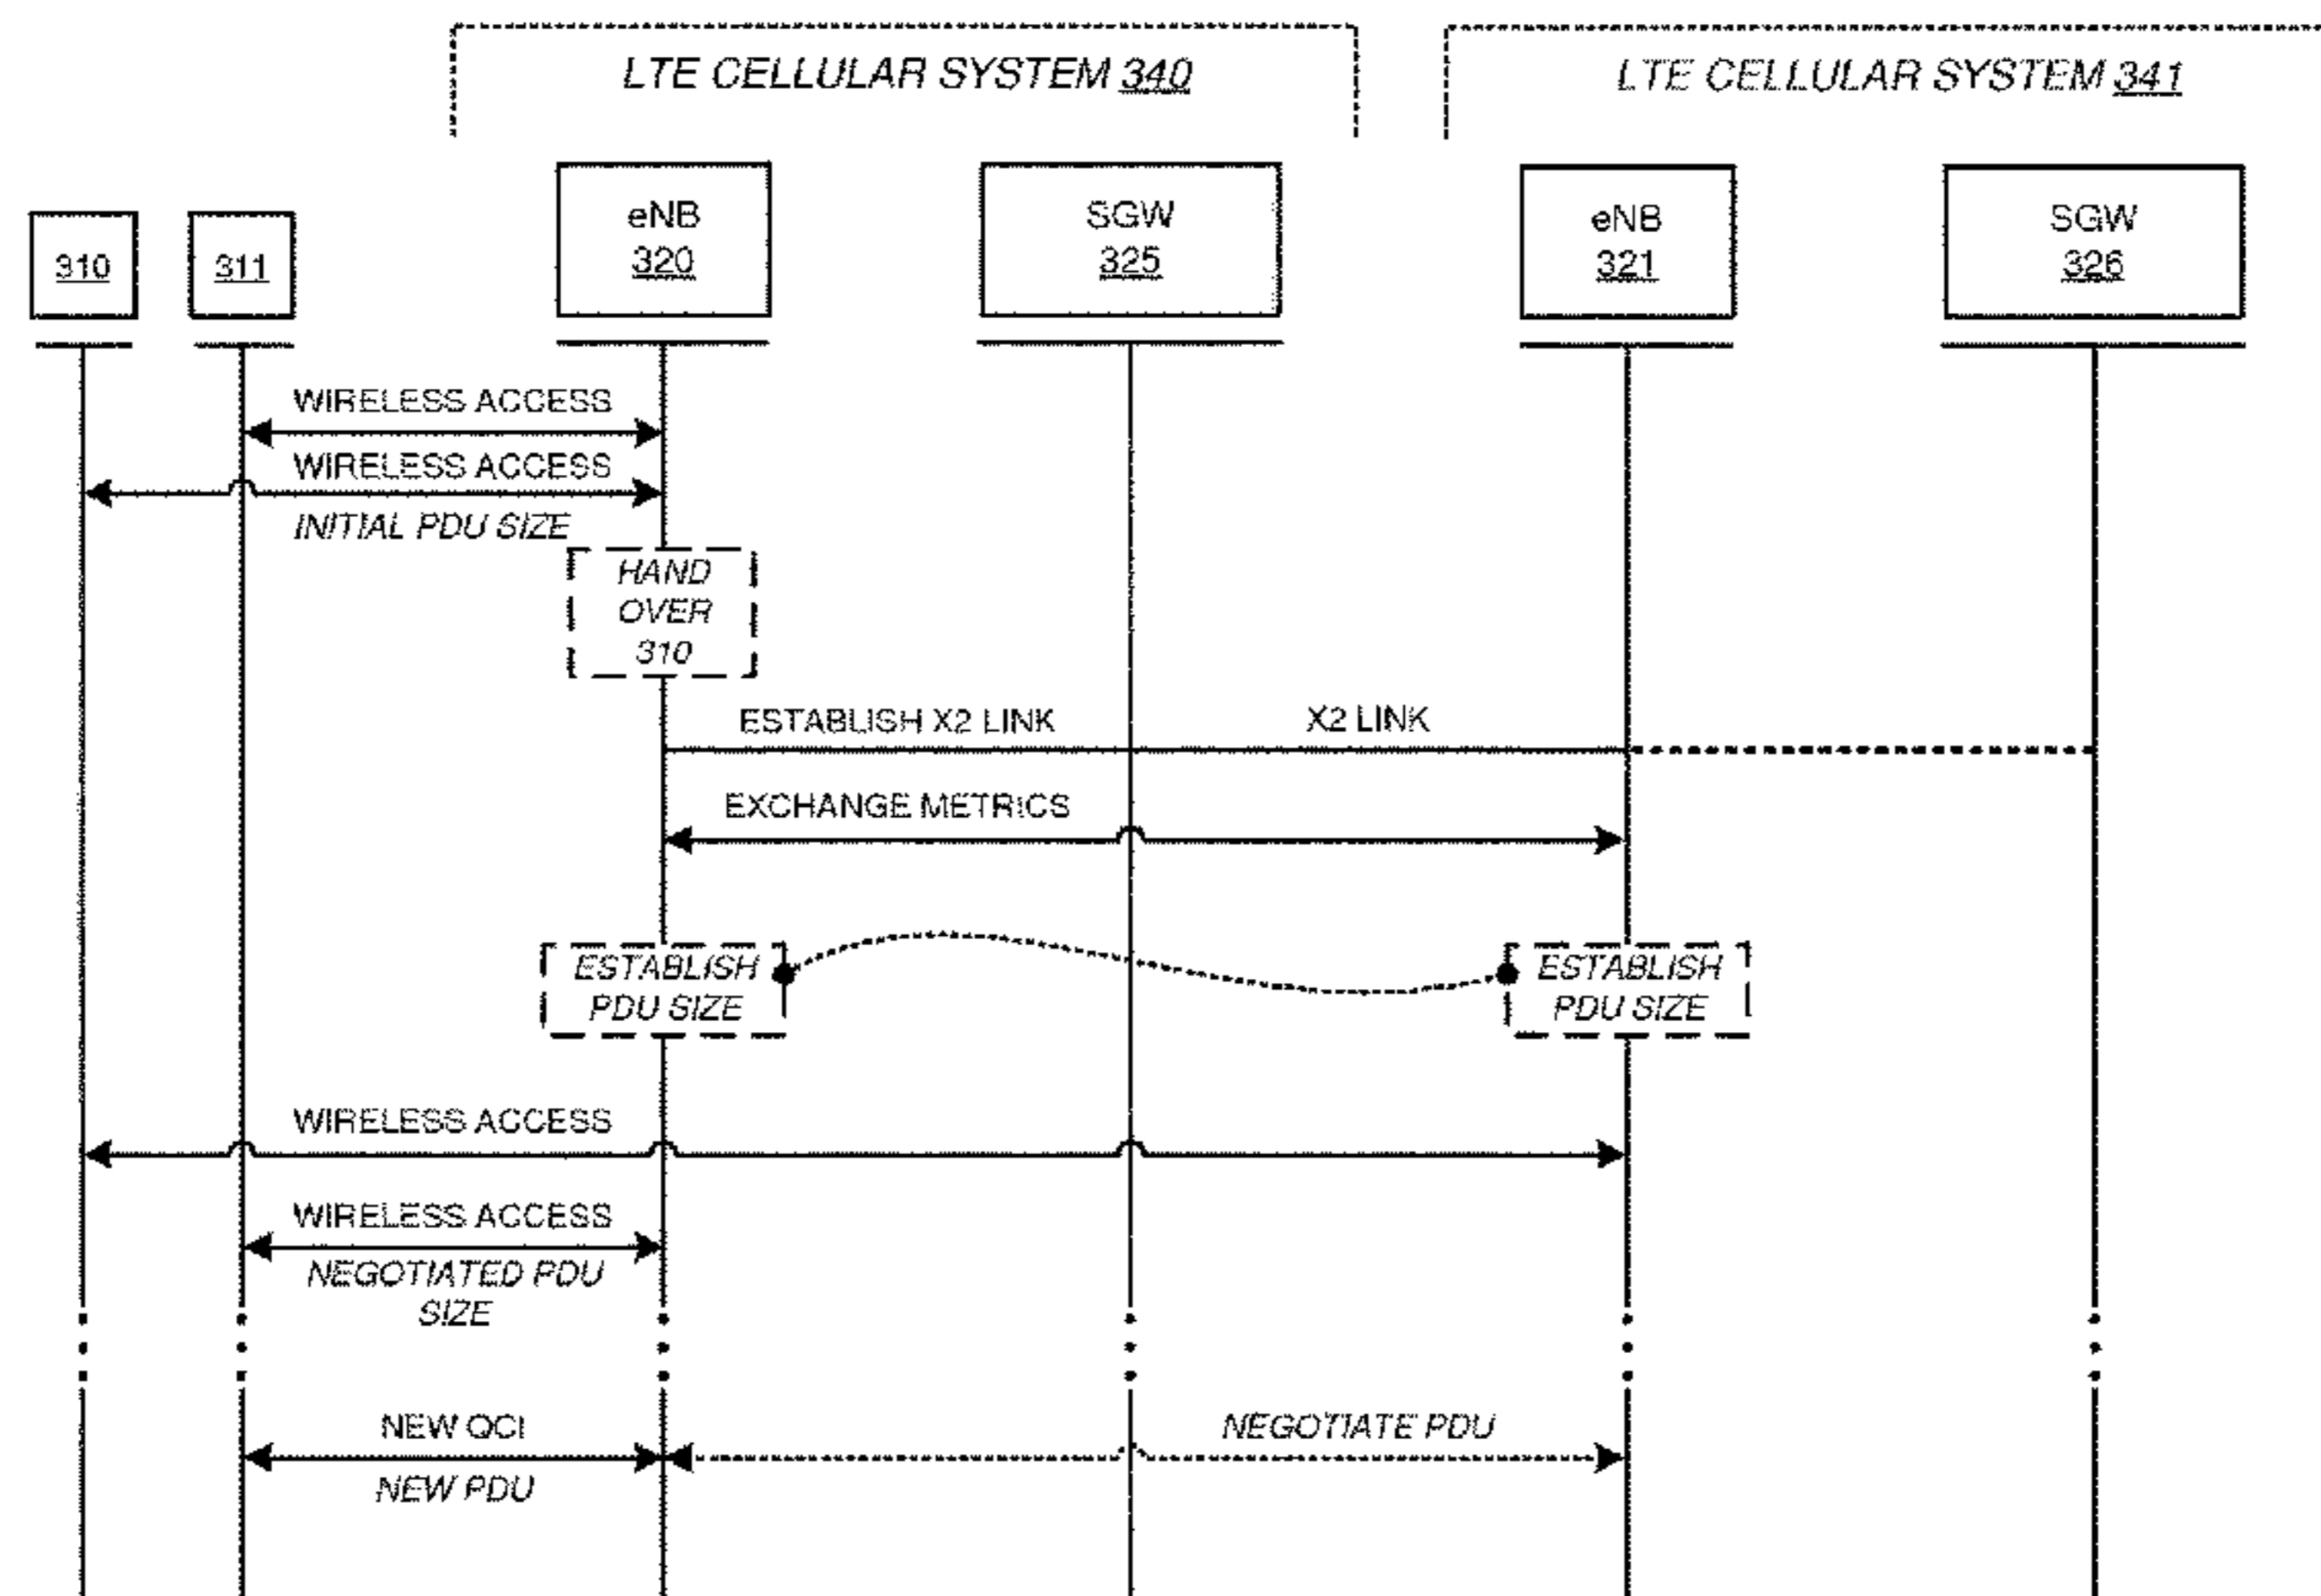 LTE CELLULAR SYSTEM 340
LTE CELLULAR SYSTEM 341
310
311
eNB
320
SGW
325
eNB
321
SGW
326
WIRELESS ACCESS
WIRELESS ACCESS
INITIAL PDU SIZE
HAND
OVER
310
ESTABLISH X2 LINK
X2 LINK
EXCHANGE METRICS
ESTABLISH
PDU SIZE
ESTABLISH
PDU SIZE
WIRELESS ACCESS
WIRELESS ACCESS
NEGOTIATED PDU
SIZE
NEW QCI
NEW PDU
NEGOTIATE PDU